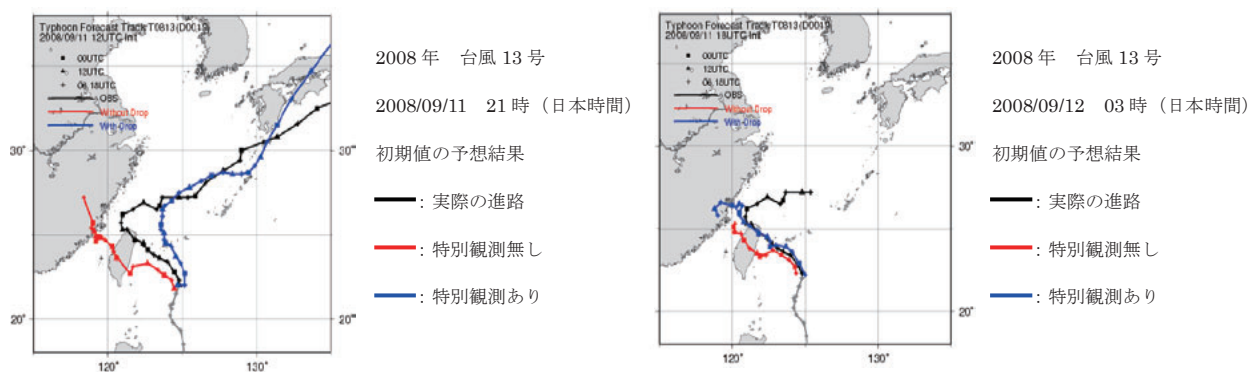 Typhoon Forecast Track T0813(D0019)
2008/09/11 12UTC Init
00UTC
12UTC
06,18UTC
OBS
Without Drop
With Drop
30°
30°
20°
20°
120°
130°
2008 年 台風 13 号
2008/09/11 21 時（日本時間）
初期値の予想結果
: 実際の進路
: 特別観測無し
: 特別観測あり
Typhoon Forecast Track T0813(D0019)
2008/09/11 18UTC Init
00UTC
12UTC
06,18UTC
OBS
Without Drop
With Drop
30°
30°
20°
120°
130°
2008 年 台風 13 号
2008/09/12 03 時（日本時間）
初期値の予想結果
: 実際の進路
: 特別観測無し
: 特別観測あり